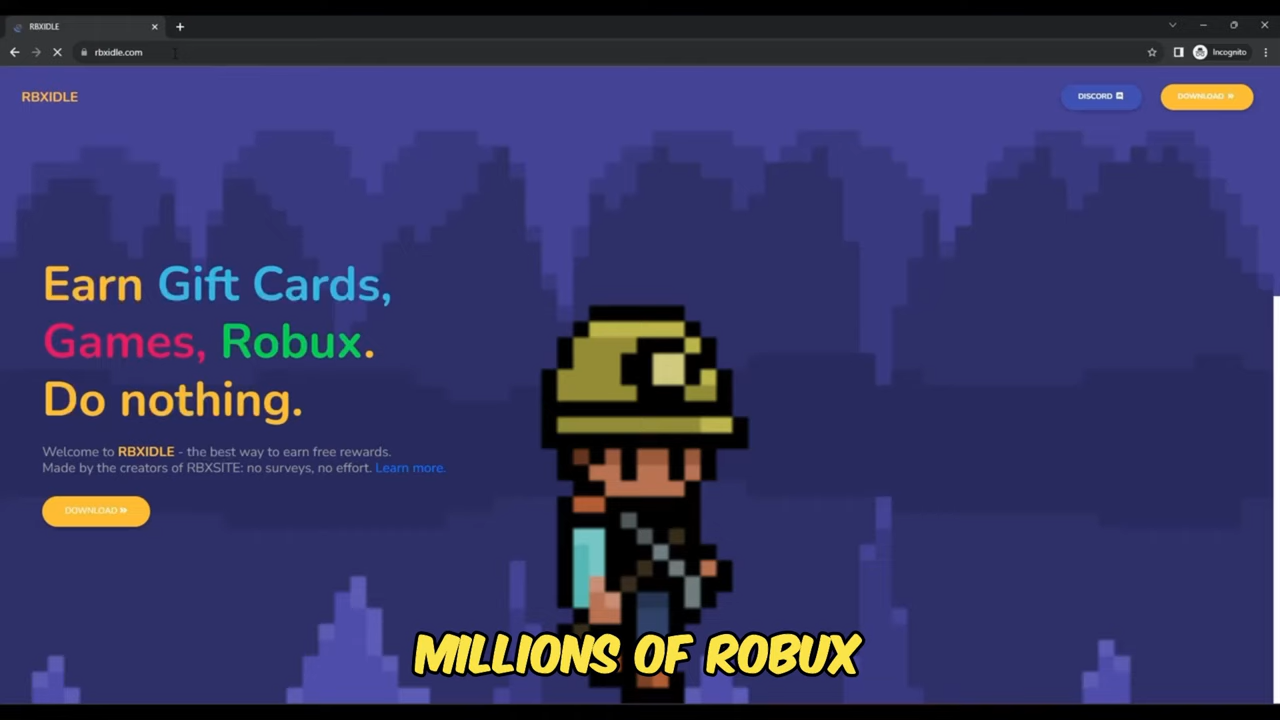 RBXIDLE
rbxidle.com
Incognito
RBXIDLE
DISCORD
DOWNLOAD
Earn Gift Cards,
Games, Robux.
Do nothing.
Welcome to RBXIDLE - the best way to earn free rewards.
Made by the creators of RBXSITE: no surveys, no effort. Learn more.
DOWNLOAD
MILLIONS OF ROBUX